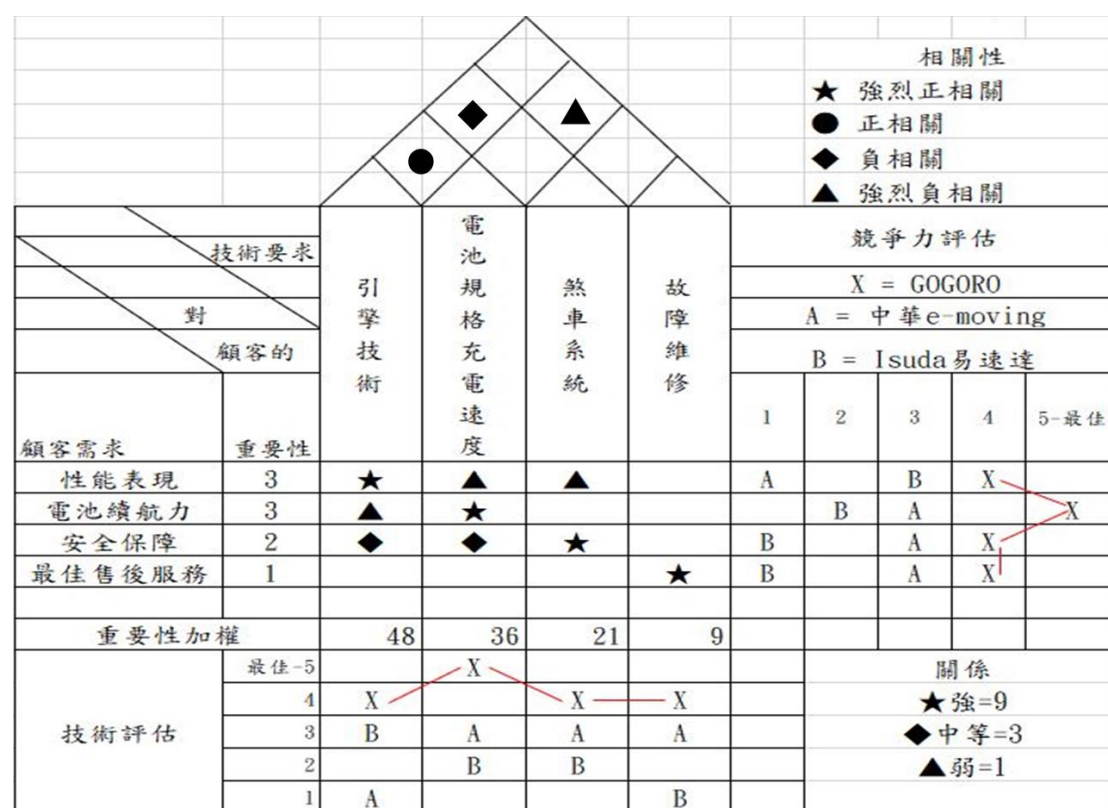 相關性
★ 強烈正相關
● 正相關
◆ 負相關
▲ 強烈負相關
技術要求
對
顧客的
顧客需求
重要性
引擎技術
電池規格充電速度
煞車系統
故障維修
競爭力評估
X = GOGORO
A = 中華e-moving
B = Isuda易速達
1 2 3 4 5-最佳
性能表現 3 ★ ▲ ▲ A B X
電池續航力 3 ▲ ★ B A X
安全保障 2 ◆ ◆ ★ B A X
最佳售後服務 1 ★ B A X
重要性加權 48 36 21 9
技術評估
最佳-5 X
4 X X X
3 B A A A
2 B B
1 A B
關係
★強=9
◆中等=3
▲弱=1